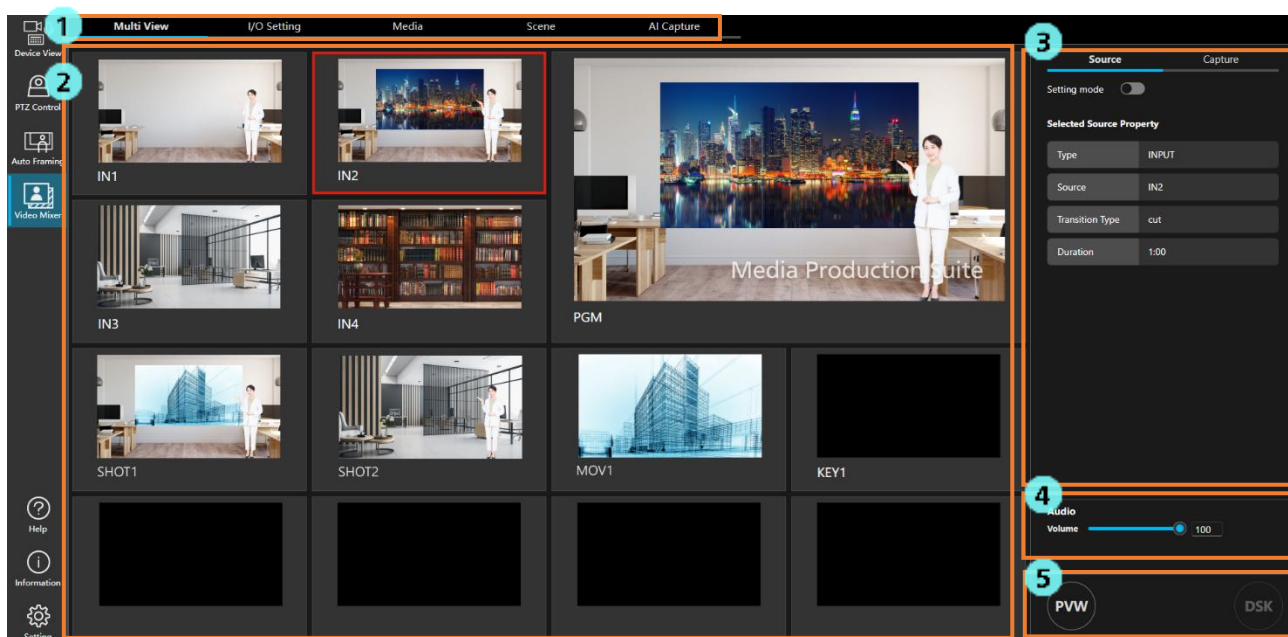 1
Multi View
I/O Setting
Media
Scene
AI Capture
Device View
PTZ Control
Auto Framing
Video Mixer
Help
Information
Setting
2
IN1
IN2
Media Production Suite
PGM
IN3
IN4
SHOT1
SHOT2
MOV1
KEY1
3
Source
Capture
Setting mode
Selected Source Property
Type
INPUT
Source
IN2
Transition Type
cut
Duration
1:00
4
Audio
Volume
100
5
PVW
DSK